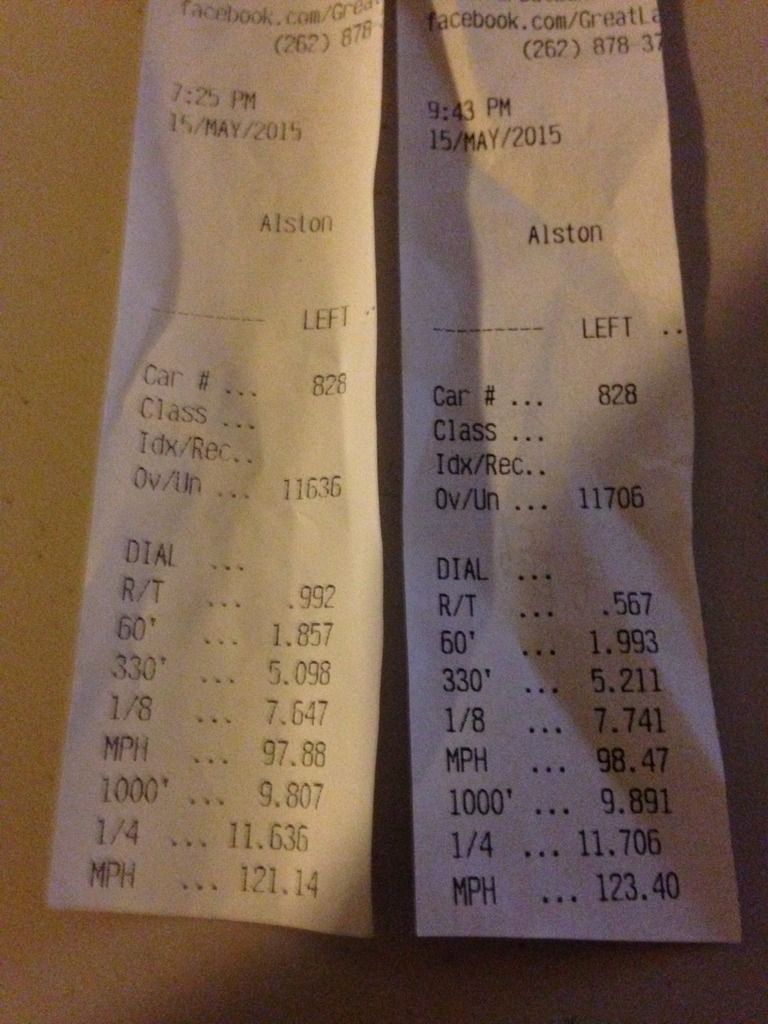 facebook.com/Grea
(262) 878-
7:25 PM
15/MAY/2015
Alston
--------- LEFT
Car # ... 828
Class ...
Idx/Rec..
Ov/Un ... 11636
DIAL ...
R/T ... .992
60' ... 1.857
330' ... 5.098
1/8 ... 7.647
MPH ... 97.88
1000' ... 9.807
1/4 ... 11.636
MPH ... 121.14
facebook.com/GreatLa
(262) 878-37
9:43 PM
15/MAY/2015
Alston
--------- LEFT ..
Car # ... 828
Class ...
Idx/Rec..
Ov/Un ... 11706
DIAL ...
R/T ... .567
60' ... 1.993
330' ... 5.211
1/8 ... 7.741
MPH ... 98.47
1000' ... 9.891
1/4 ... 11.706
MPH ... 123.40